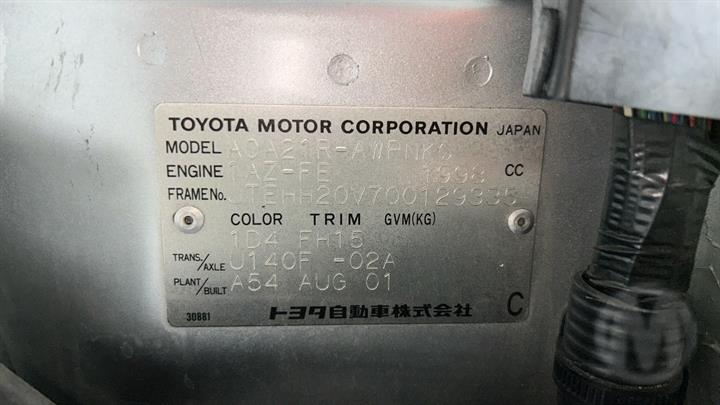 TOYOTA MOTOR CORPORATION JAPAN
MODEL ACA21R-AWPNKQ
ENGINE 1AZ-FE 1998 CC
FRAME No. JTEHH20V700129335
COLOR TRIM GVM(KG)
1D4 FH15
TRANS./AXLE U140F -02A
PLANT/BUILT A54 AUG 01
30881 トヨタ自動車株式会社 C
M